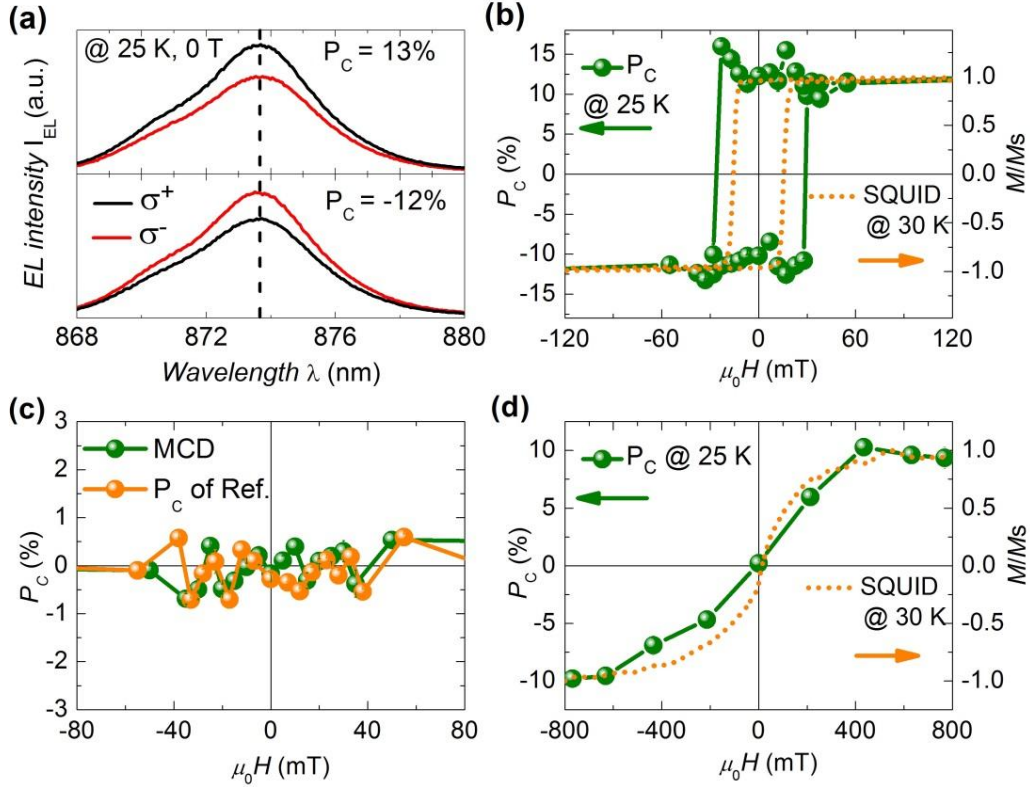 (a)
@ 25 K, 0 T
P_C = 13%
P_C = -12%
σ+
σ-
EL intensity I_EL (a.u.)
868 872 876 880
Wavelength λ (nm)
(b)
P_C
@ 25 K
SQUID
@ 30 K
P_C (%)
15
10
5
0
-5
-10
-15
M/Ms
1.0
0.5
0.0
-0.5
-1.0
-120 -60 0 60 120
μ0H (mT)
(c)
MCD
P_C of Ref.
P_C (%)
3
2
1
0
-1
-2
-3
-80 -40 0 40 80
μ0H (mT)
(d)
P_C @ 25 K
SQUID
@ 30 K
P_C (%)
10
5
0
-5
-10
M/Ms
1.0
0.5
0.0
0.5
1.0
-800 -400 0 400 800
μ0H (mT)